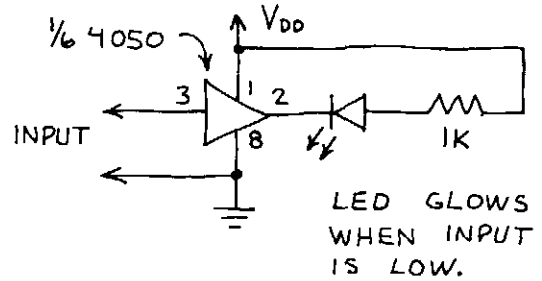 1/6 4050
VDD
3
1
2
8
INPUT
1K
LED GLOWS
WHEN INPUT
IS LOW.